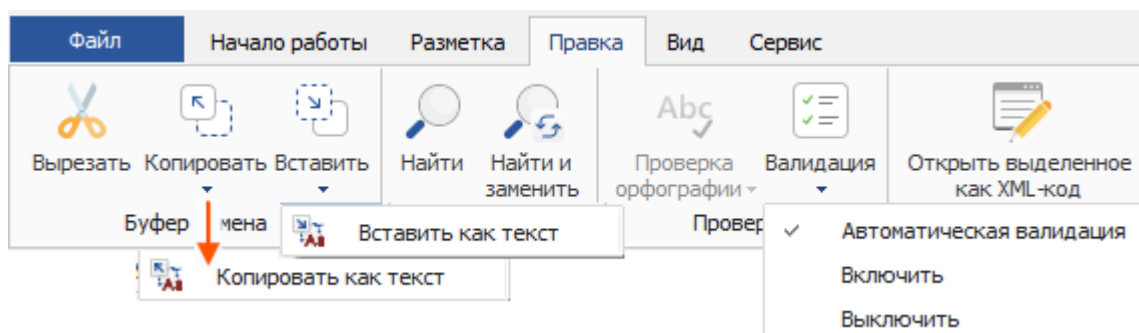 Файл Начало работы Разметка Правка Вид Сервис
Abc
Вырезать Копировать Вставить Найти Найти и заменить Проверка орфографии Валидация Открыть выделенное как XML-код
Буфер мена Провер
Вставить как текст
Копировать как текст
Автоматическая валидация
Включить
Выключить